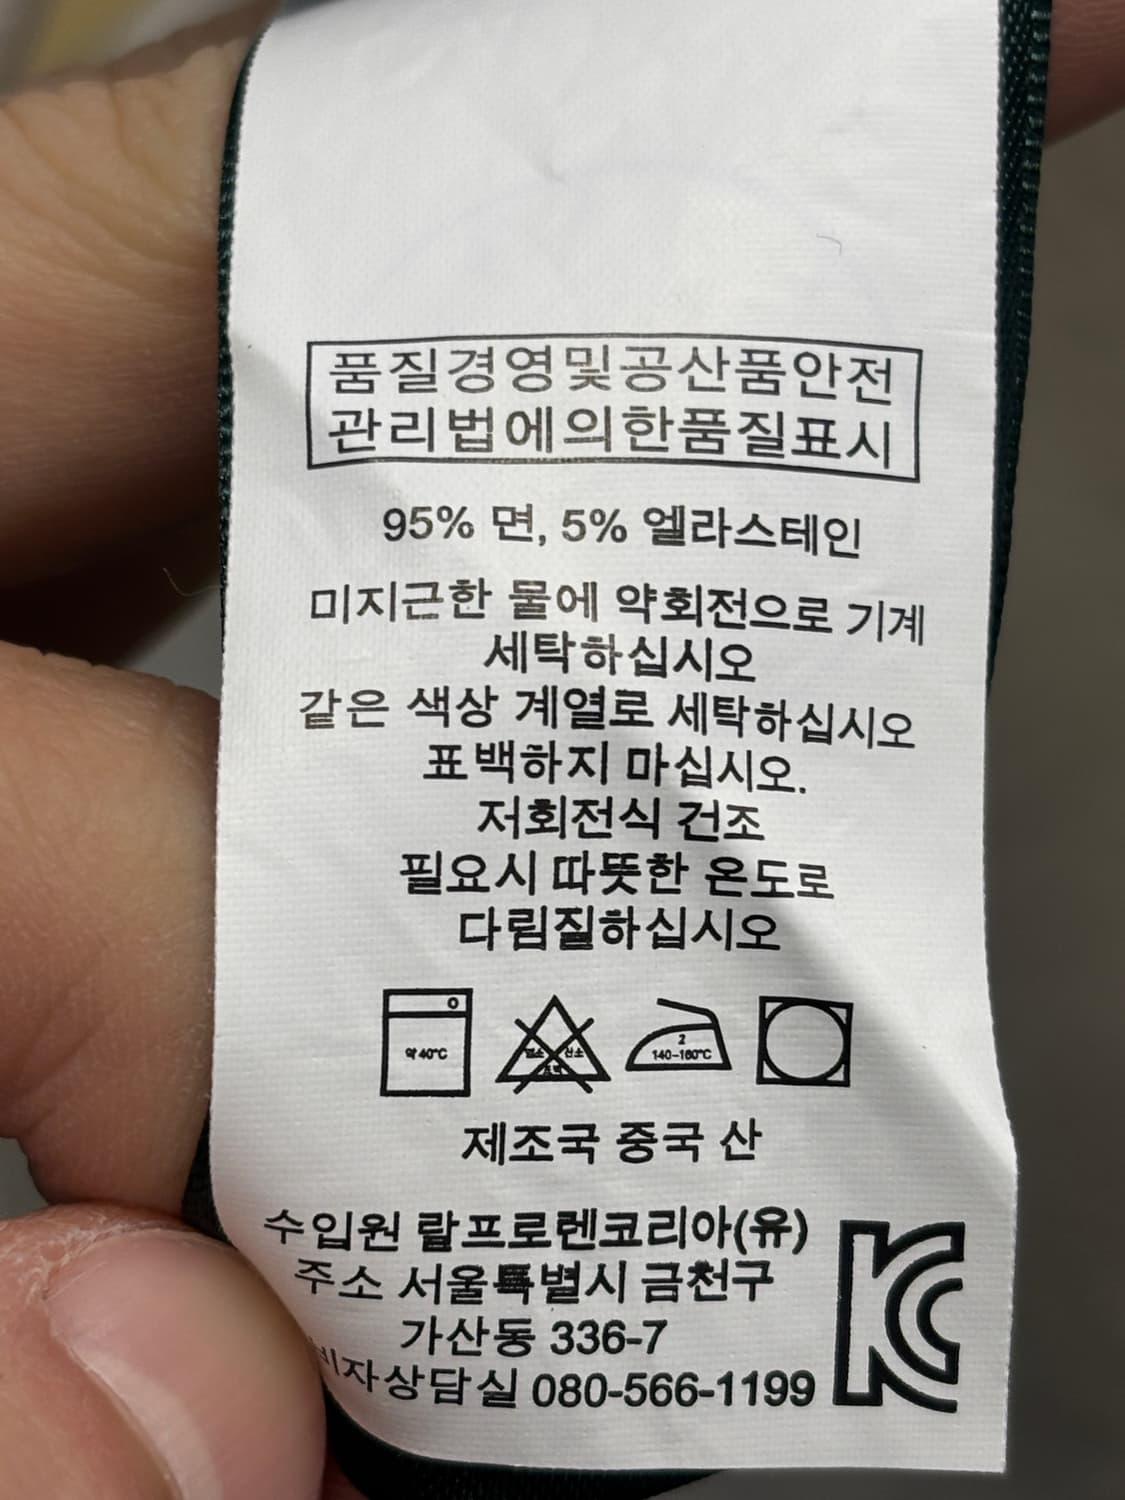 품질경영및공산품안전
관리법에의한품질표시
95% 면, 5% 엘라스테인
미지근한 물에 약회전으로 기계
세탁하십시오
같은 색상 계열로 세탁하십시오
표백하지 마십시오.
저회전식 건조
필요시 따뜻한 온도로
다림질하십시오
약 40°C
염소 산소
표백
2
140-160°C
제조국 중국 산
수입원 랄프로렌코리아(유)
주소 서울특별시 금천구
가산동 336-7
비자상담실 080-566-1199